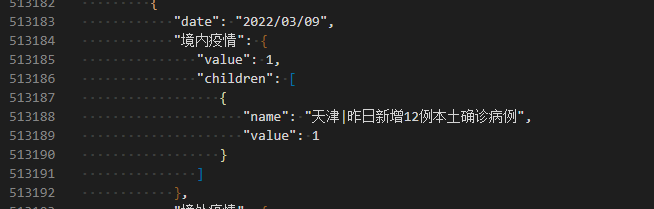 513182 {
513183 "date": "2022/03/09",
513184 "境内疫情": {
513185 "value": 1,
513186 "children": [
513187 {
513188 "name": "天津|昨日新增12例本土确诊病例",
513189 "value": 1
513190 }
513191 ]
513192 },
"境外疫情": {